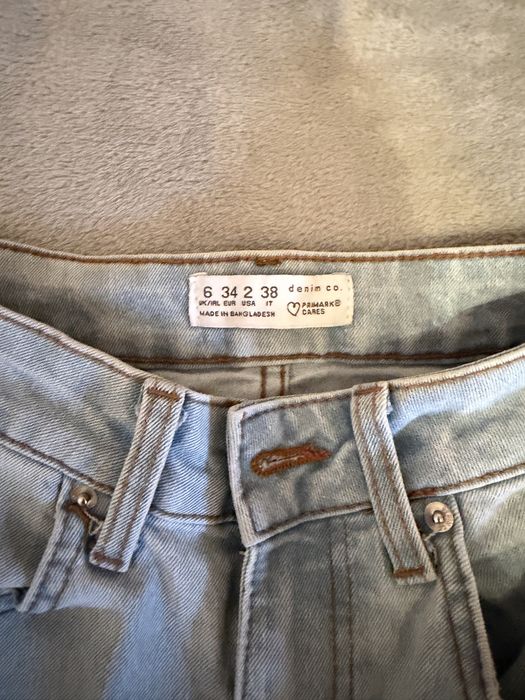 6 34 2 38 denim co.
UK/IRL EUR USA IT PRIMARK®
MADE IN BANGLADESH CARES